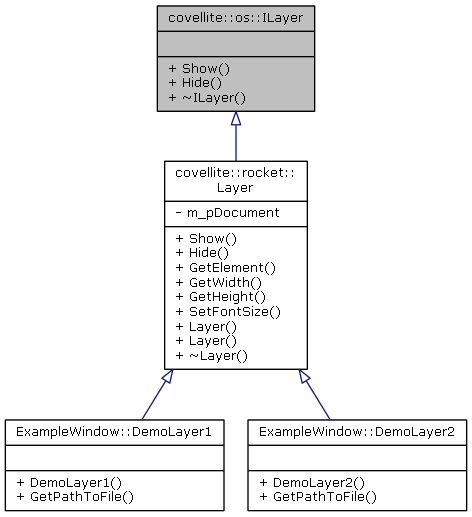 covellite::os::ILayer
+ Show()
+ Hide()
+ ~ILayer()
covellite::rocket::
Layer
- m_pDocument
+ Show()
+ Hide()
+ GetElement()
+ GetWidth()
+ GetHeight()
+ SetFontSize()
+ Layer()
+ Layer()
+ ~Layer()
ExampleWindow::DemoLayer1
+ DemoLayer1()
+ GetPathToFile()
ExampleWindow::DemoLayer2
+ DemoLayer2()
+ GetPathToFile()